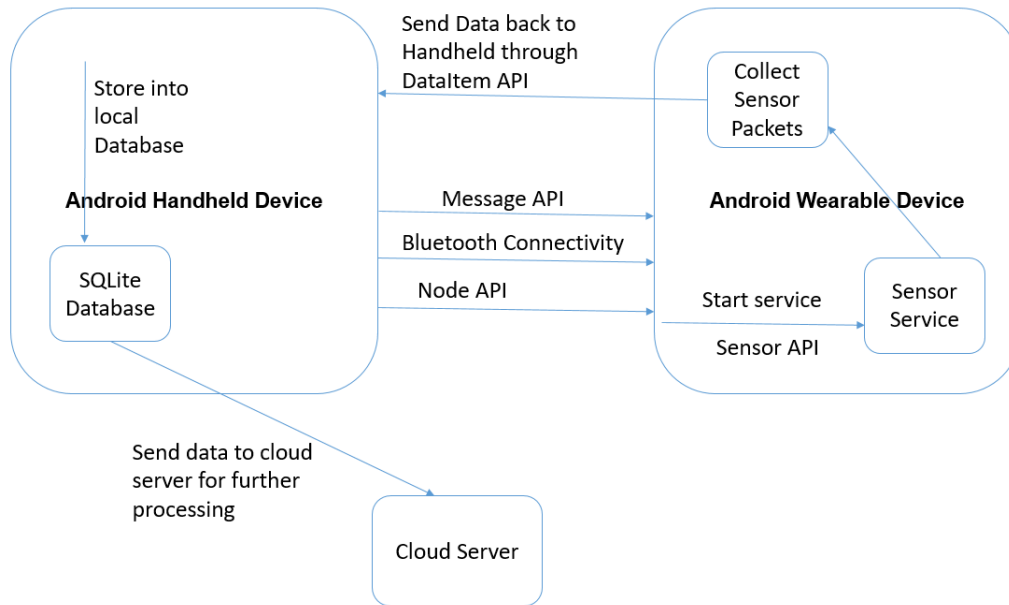 Send Data back to
Handheld through
DataItem API
Collect
Sensor
Packets
Store into
local
Database
Android Handheld Device
Message API
Android Wearable Device
Bluetooth Connectivity
SQLite
Database
Node API
Start service
Sensor API
Sensor
Service
Send data to cloud
server for further
processing
Cloud Server